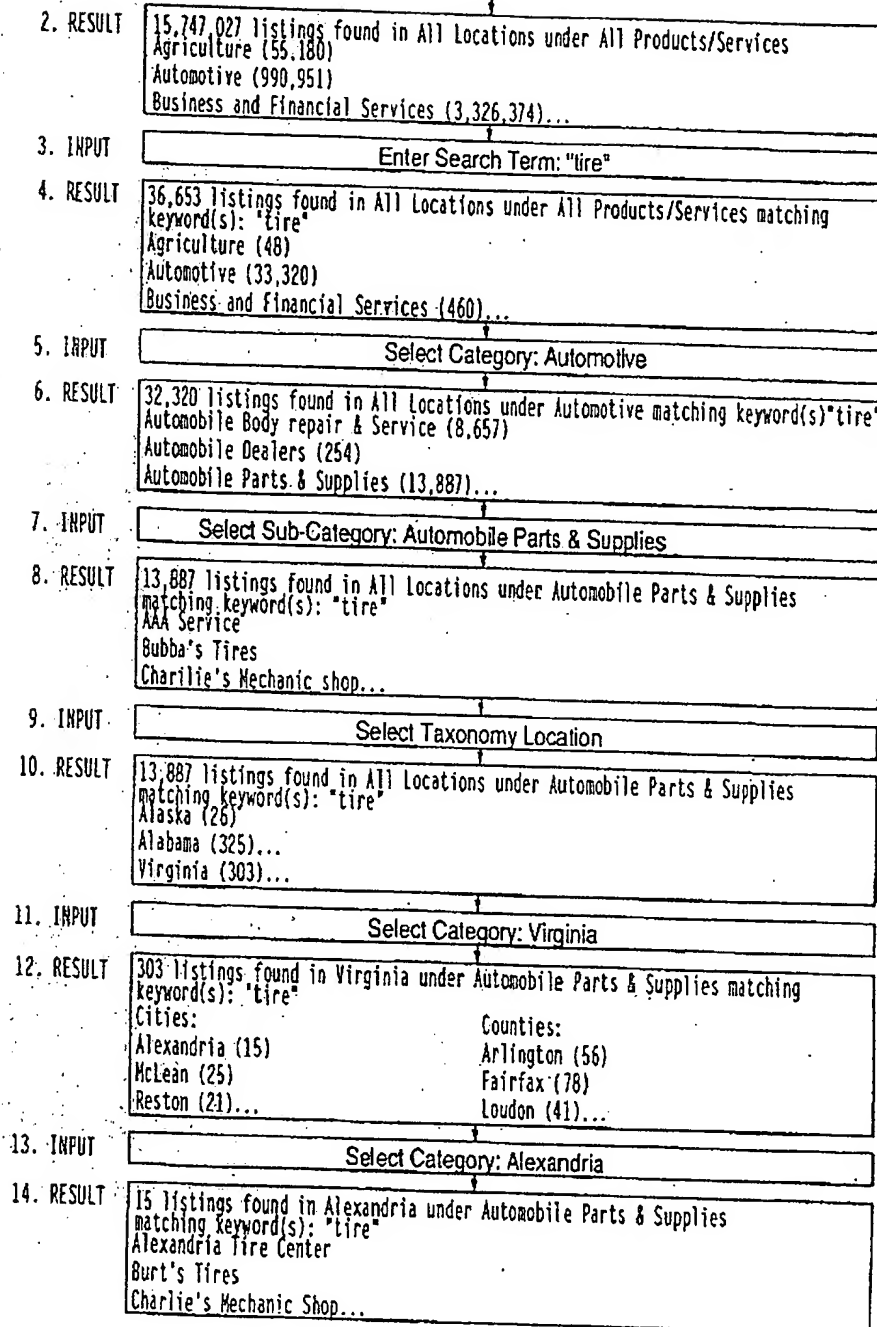 2. RESULT
15,747,027 listings found in All Locations under All Products/Services
Agriculture (55,180)
Automotive (990,951)
Business and Financial Services (3,326,374)...
3. INPUT
Enter Search Term: "tire"
4. RESULT
36,653 listings found in All Locations under All Products/Services matching
keyword(s): "tire"
Agriculture (48)
Automotive (33,320)
Business and Financial Services (460)...
5. INPUT
Select Category: Automotive
6. RESULT
32,320 listings found in All Locations under Automotive matching keyword(s)"tire"
Automobile Body repair & Service (8,657)
Automobile Dealers (254)
Automobile Parts & Supplies (13,887)...
7. INPUT
Select Sub-Category: Automobile Parts & Supplies
8. RESULT
13,887 listings found in All Locations under Automobile Parts & Supplies
matching keyword(s): "tire"
AAA Service
Bubba's Tires
Charilie's Mechanic shop...
9. INPUT
Select Taxonomy Location
10. RESULT
13,887 listings found in All Locations under Automobile Parts & Supplies
matching keyword(s): "tire"
Alaska (26)
Alabama (325)...
Virginia (303)...
11. INPUT
Select Category: Virginia
12. RESULT
303 listings found in Virginia under Automobile Parts & Supplies matching
keyword(s): "tire"
Cities: Counties:
Alexandria (15) Arlington (56)
McLean (25) Fairfax (78)
Reston (21)... Loudon (41)...
13. INPUT
Select Category: Alexandria
14. RESULT
15 listings found in Alexandria under Automobile Parts & Supplies
matching keyword(s): "tire"
Alexandria Tire Center
Burt's Tires
Charlie's Mechanic Shop...